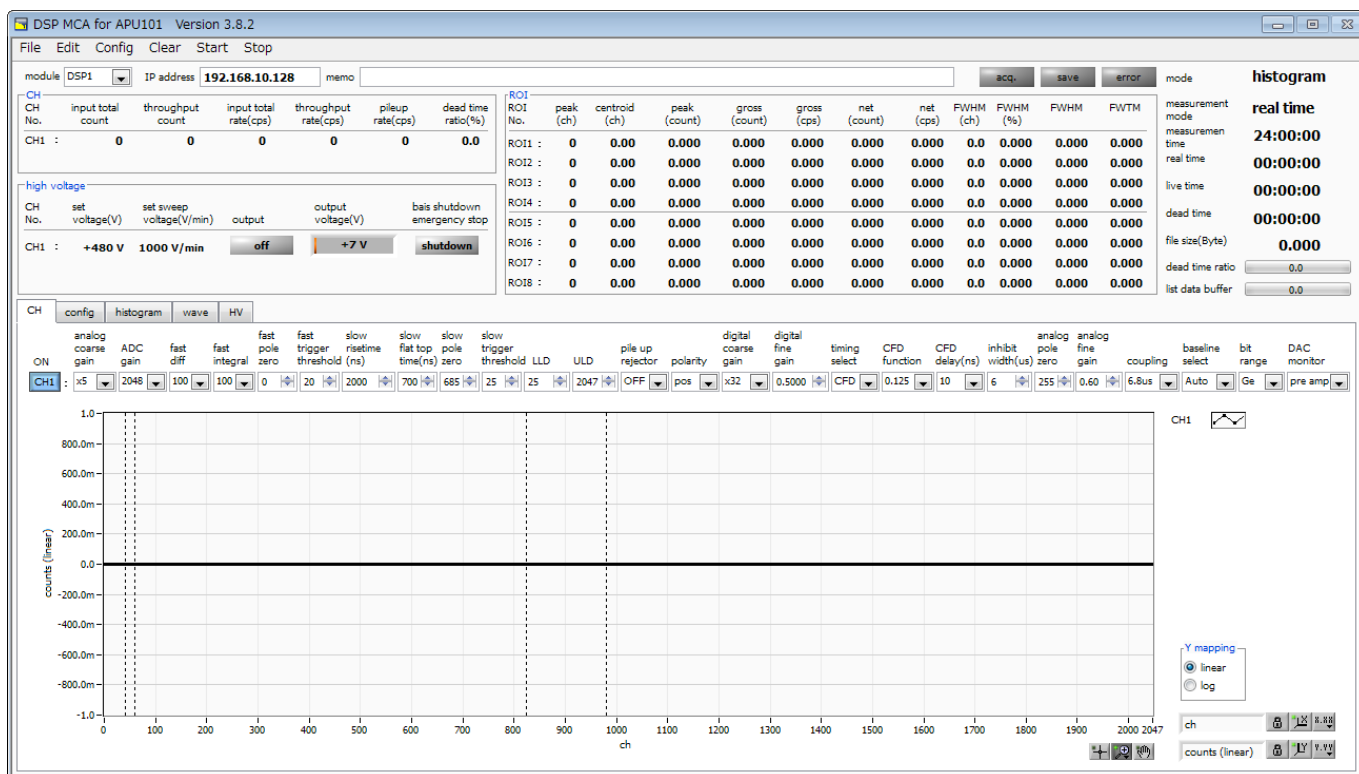 DSP MCA for APU101 Version 3.8.2
File Edit Config Clear Start Stop
module DSP1 IP address 192.168.10.128 memo acq. save error mode histogram
CH
CH No. input total count throughput count input total rate(cps) throughput rate(cps) pileup rate(cps) dead time ratio(%)
CH1 : 0 0 0 0 0 0.0
high voltage
CH No. set voltage(V) set sweep voltage(V/min) output output voltage(V) bais shutdown emergency stop
CH1 : +480 V 1000 V/min off +7 V shutdown
ROI
ROI No. peak (ch) centroid (ch) peak (count) gross (count) gross (cps) net (count) net (cps) FWHM (ch) FWHM (%) FWHM FWTM
ROI1 : 0 0.00 0.000 0.000 0.000 0.000 0.000 0.0 0.000 0.000 0.000
ROI2 : 0 0.00 0.000 0.000 0.000 0.000 0.000 0.0 0.000 0.000 0.000
ROI3 : 0 0.00 0.000 0.000 0.000 0.000 0.000 0.0 0.000 0.000 0.000
ROI4 : 0 0.00 0.000 0.000 0.000 0.000 0.000 0.0 0.000 0.000 0.000
ROI5 : 0 0.00 0.000 0.000 0.000 0.000 0.000 0.0 0.000 0.000 0.000
ROI6 : 0 0.00 0.000 0.000 0.000 0.000 0.000 0.0 0.000 0.000 0.000
ROI7 : 0 0.00 0.000 0.000 0.000 0.000 0.000 0.0 0.000 0.000 0.000
ROI8 : 0 0.00 0.000 0.000 0.000 0.000 0.000 0.0 0.000 0.000 0.000
measurement mode real time
measuremen time 24:00:00
real time 00:00:00
live time 00:00:00
dead time 00:00:00
file size(Byte) 0.000
dead time ratio 0.0
list data buffer 0.0
CH config histogram wave HV
ON analog coarse gain ADC gain fast diff fast integral fast pole zero fast trigger threshold slow risetime (ns) slow flat top time(ns) slow pole zero slow trigger threshold LLD ULD pile up rejector polarity digital coarse gain digital fine gain timing select CFD function CFD delay(ns) inhibit width(us) analog pole zero analog fine gain coupling baseline select bit range DAC monitor
CH1 : x5 2048 100 100 0 20 2000 700 685 25 25 2047 OFF pos x32 0.5000 CFD 0.125 10 6 255 0.60 6.8us Auto Ge pre amp
counts (linear)
1.0
800.0m
600.0m
400.0m
200.0m
0.0
-200.0m
-400.0m
-600.0m
-800.0m
-1.0
0 100 200 300 400 500 600 700 800 900 1000 1100 1200 1300 1400 1500 1600 1700 1800 1900 2000 2047
ch
CH1
Y mapping
linear
log
ch X X.XX
counts (linear) Y Y.YY